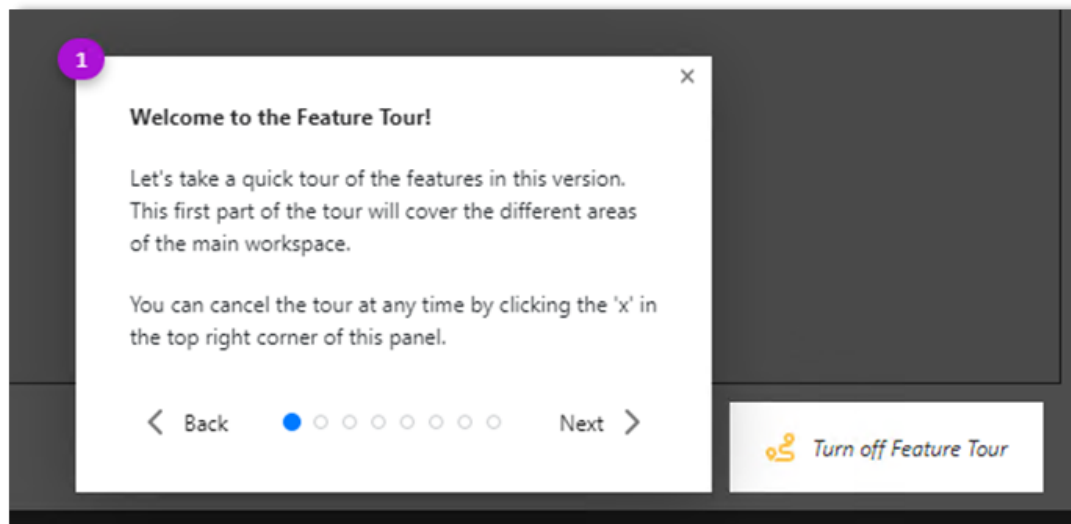 1
×
Welcome to the Feature Tour!
Let's take a quick tour of the features in this version.
This first part of the tour will cover the different areas
of the main workspace.
You can cancel the tour at any time by clicking the 'x' in
the top right corner of this panel.
Back Next
Turn off Feature Tour